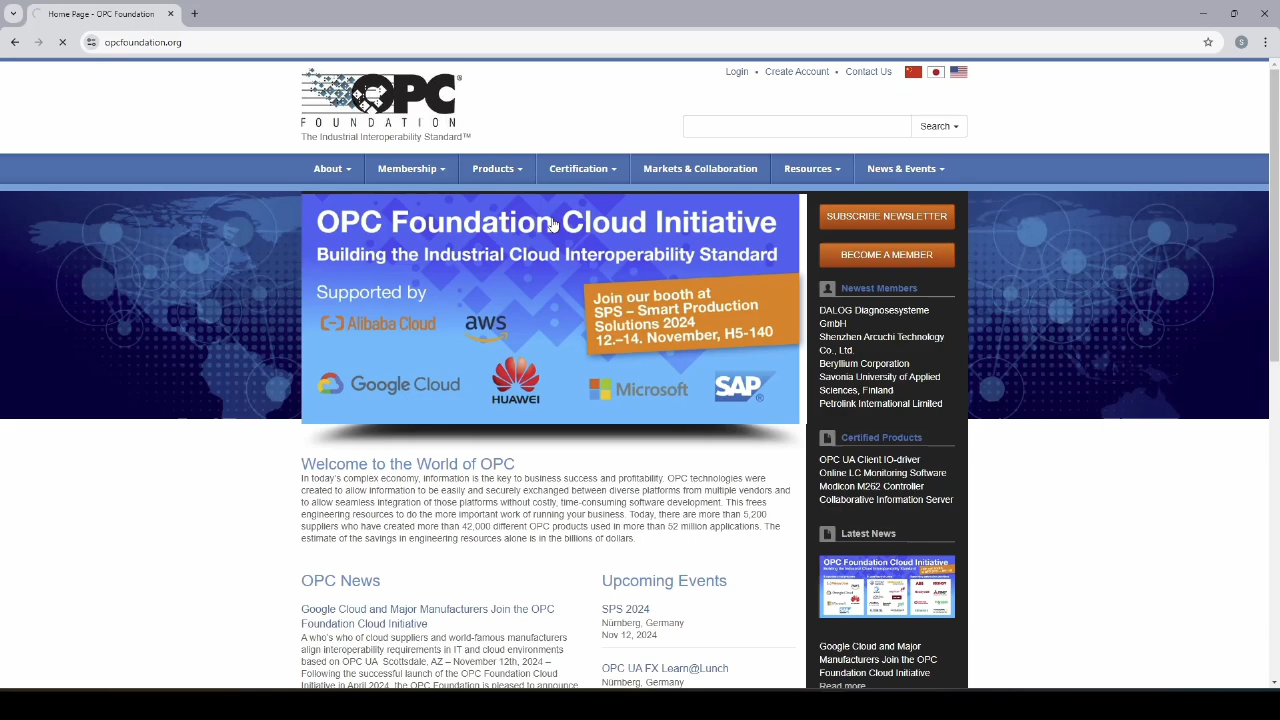 Home Page - OPC Foundation
opcfoundation.org
S
Login • Create Account • Contact Us
OPC
FOUNDATION
The Industrial Interoperability Standard™
Search
About
Membership
Products
Certification
Markets & Collaboration
Resources
News & Events
OPC Foundation Cloud Initiative
Building the Industrial Cloud Interoperability Standard
Supported by
Join our booth at
SPS – Smart Production
Solutions 2024
12.–14. November, H5-140
Alibaba Cloud
aws
Google Cloud
HUAWEI
Microsoft
SAP
SUBSCRIBE NEWSLETTER
BECOME A MEMBER
Newest Members
DALOG Diagnosesysteme
GmbH
Shenzhen Arcuchi Technology
Co., Ltd.
Beryllium Corporation
Savonia University of Applied
Sciences, Finland
Petrolink International Limited
Certified Products
OPC UA Client IO-driver
Online LC Monitoring Software
Modicon M262 Controller
Collaborative Information Server
Latest News
OPC Foundation Cloud Initiative
Google Cloud and Major
Manufacturers Join the OPC
Foundation Cloud Initiative
Read more
Welcome to the World of OPC
In today's complex economy, information is the key to business success and profitability. OPC technologies were
created to allow information to be easily and securely exchanged between diverse platforms from multiple vendors and
to allow seamless integration of those platforms without costly, time-consuming software development. This frees
engineering resources to do the more important work of running your business. Today, there are more than 5,200
suppliers who have created more than 42,000 different OPC products used in more than 52 million applications. The
estimate of the savings in engineering resources alone is in the billions of dollars.
OPC News
Google Cloud and Major Manufacturers Join the OPC
Foundation Cloud Initiative
A who's who of cloud suppliers and world-famous manufacturers
align interoperability requirements in IT and cloud environments
based on OPC UA Scottsdale, AZ – November 12th, 2024 –
Following the successful launch of the OPC Foundation Cloud
Initiative in April 2024, the OPC Foundation is pleased to announce
Upcoming Events
SPS 2024
Nürnberg, Germany
Nov 12, 2024
OPC UA FX Learn@Lunch
Nürnberg, Germany